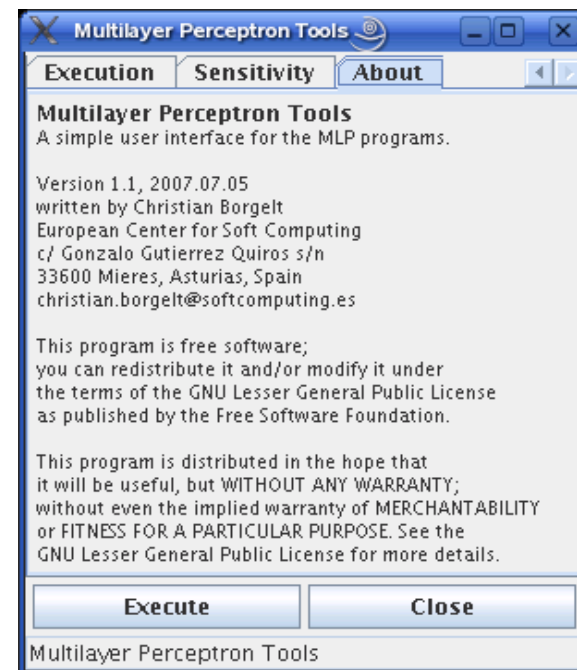 Multilayer Perceptron Tools
Execution Sensitivity About
Multilayer Perceptron Tools
A simple user interface for the MLP programs.
Version 1.1, 2007.07.05
written by Christian Borgelt
European Center for Soft Computing
c/ Gonzalo Gutierrez Quiros s/n
33600 Mieres, Asturias, Spain
christian.borgelt@softcomputing.es
This program is free software;
you can redistribute it and/or modify it under
the terms of the GNU Lesser General Public License
as published by the Free Software Foundation.
This program is distributed in the hope that
it will be useful, but WITHOUT ANY WARRANTY;
without even the implied warranty of MERCHANTABILITY
or FITNESS FOR A PARTICULAR PURPOSE. See the
GNU Lesser General Public License for more details.
Execute Close
Multilayer Perceptron Tools